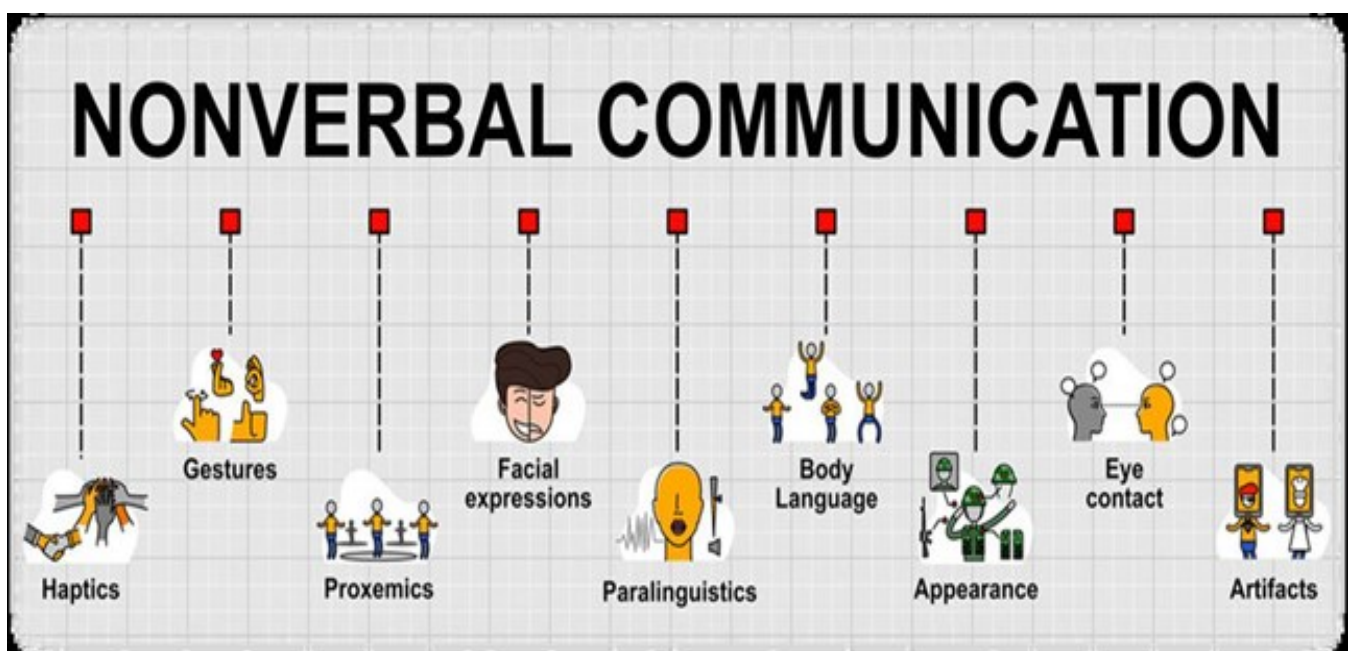 NONVERBAL COMMUNICATION
Haptics
Gestures
Proxemics
Facial
expressions
Paralinguistics
Body
Language
Appearance
Eye
contact
Artifacts